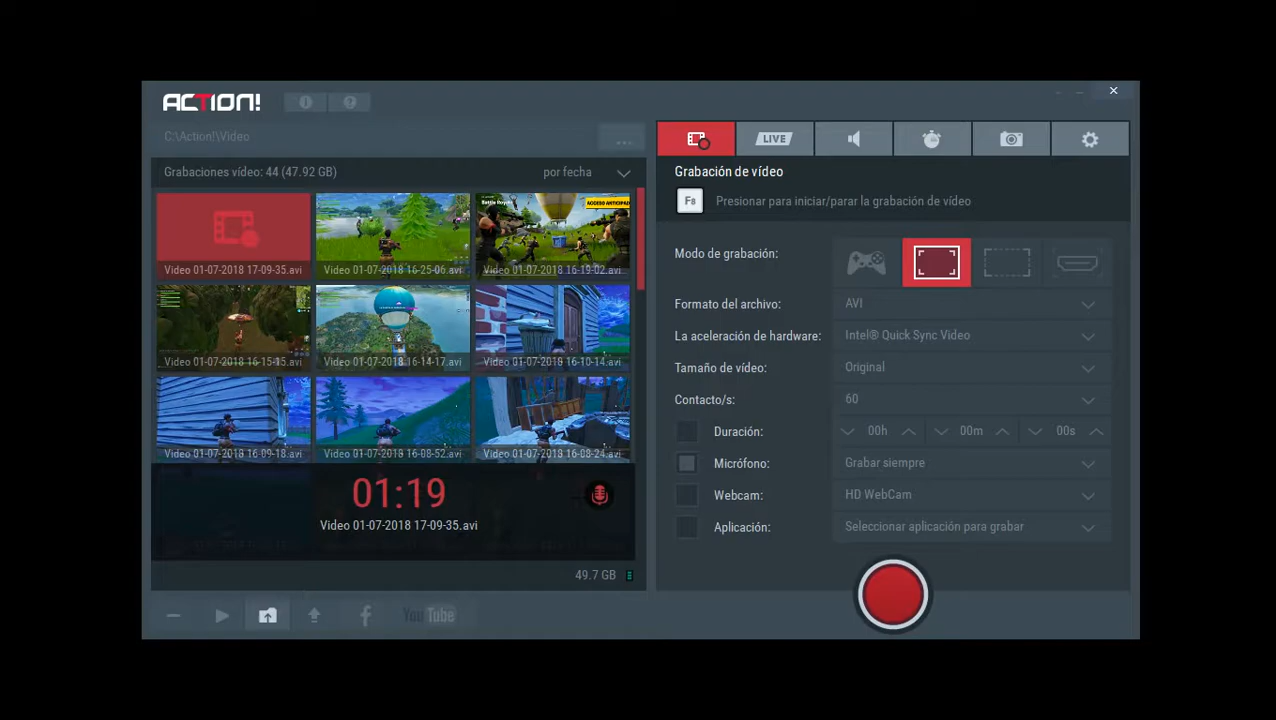 ACTION!
C:\Action!\Video
...
Grabaciones vídeo: 44 (47.92 GB)
por fecha
Video 01-07-2018 17-09-35.avi
Video 01-07-2018 16-25-06.avi
Battle Royale
ACCESO ANTICIPADO
Video 01-07-2018 16-19-02.avi
Video 01-07-2018 16-15-15.avi
Video 01-07-2018 16-14-17.avi
Video 01-07-2018 16-10-14.avi
Video 01-07-2018 16-09-18.avi
Video 01-07-2018 16-08-52.avi
Video 01-07-2018 16-08-24.avi
01:19
Video 01-07-2018 17-09-35.avi
49.7 GB
YouTube
LIVE
Grabación de vídeo
F8
Presionar para iniciar/parar la grabación de vídeo
Modo de grabación:
Formato del archivo:
AVI
La aceleración de hardware:
Intel® Quick Sync Video
Tamaño de vídeo:
Original
Contacto/s:
60
Duración:
00h
00m
00s
Micrófono:
Grabar siempre
Webcam:
HD WebCam
Aplicación:
Seleccionar aplicación para grabar